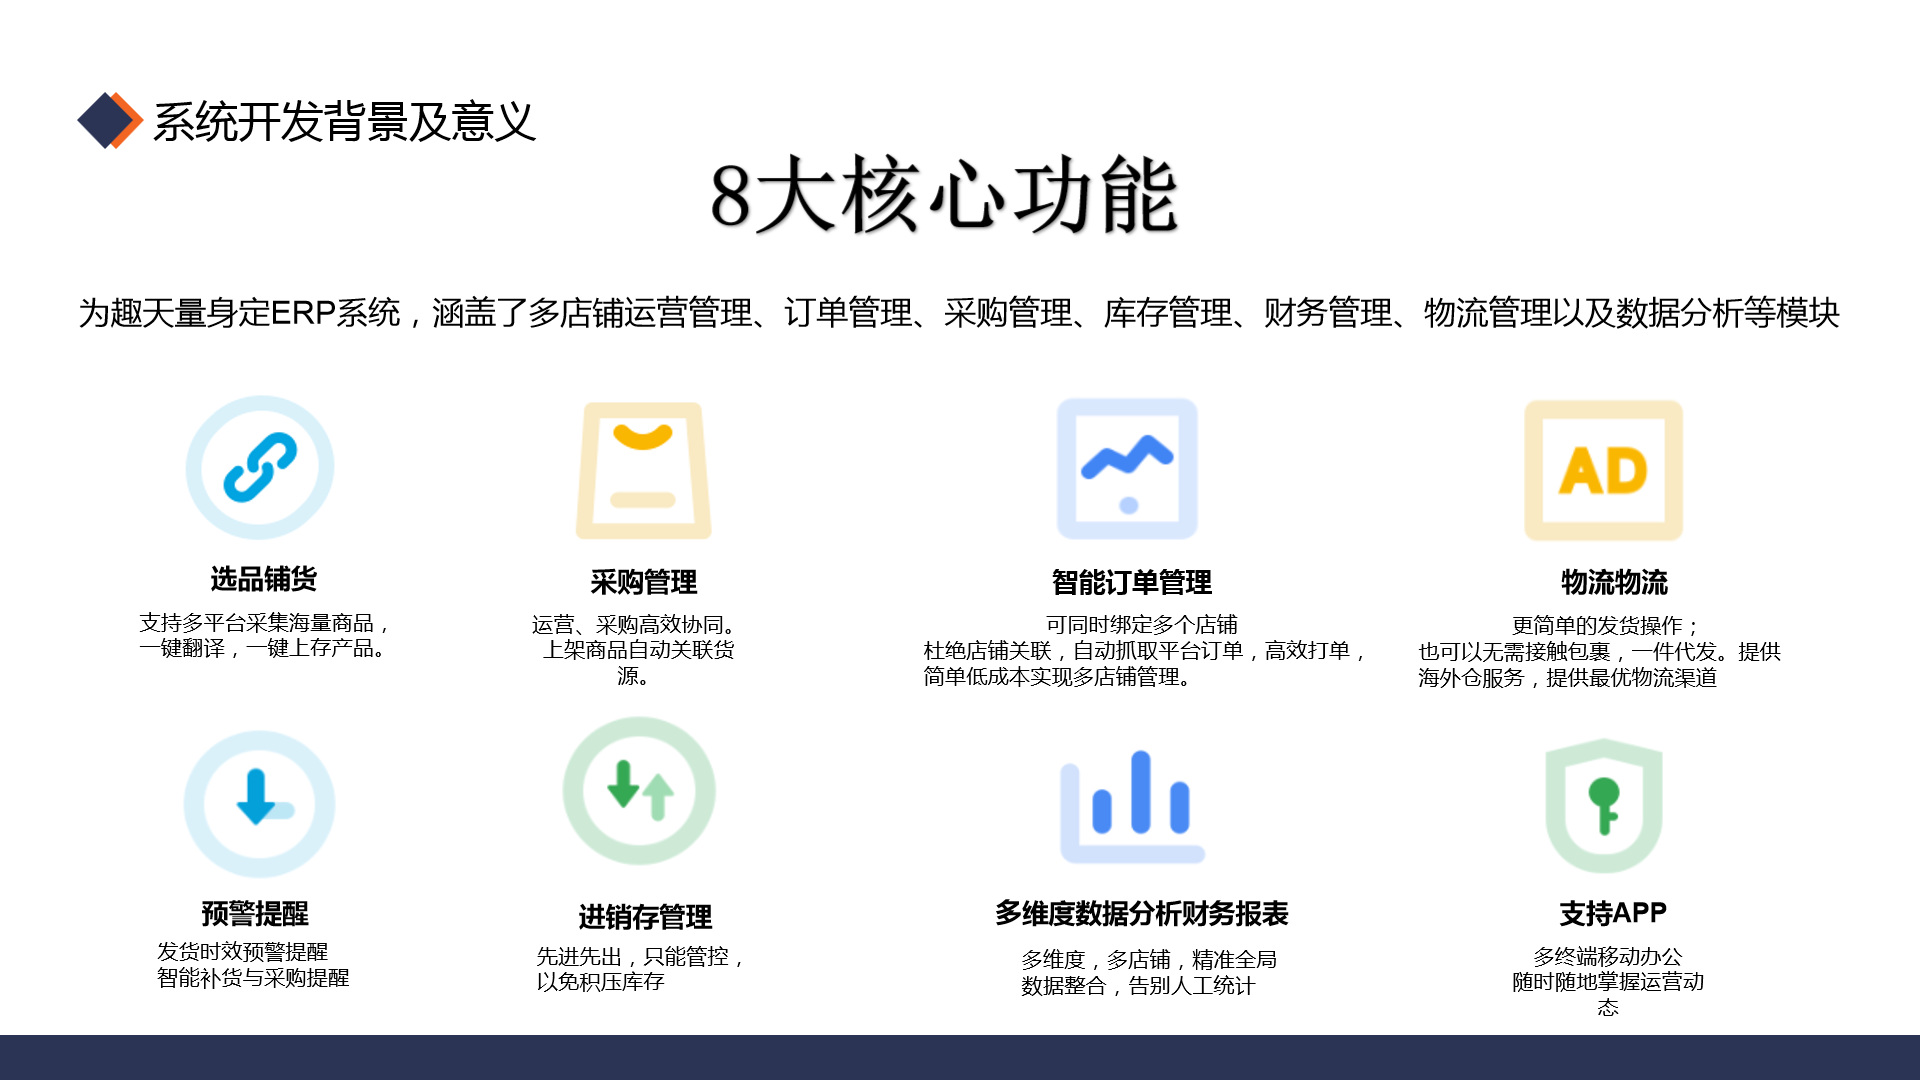 系统开发背景及意义
8大核心功能
为趣天量身定ERP系统，涵盖了多店铺运营管理、订单管理、采购管理、库存管理、财务管理、物流管理以及数据分析等模块
选品铺货
支持多平台采集海量商品，
一键翻译，一键上存产品。
采购管理
运营、采购高效协同。
上架商品自动关联货
源。
智能订单管理
可同时绑定多个店铺
杜绝店铺关联，自动抓取平台订单，高效打单，
简单低成本实现多店铺管理。
AD
物流物流
更简单的发货操作；
也可以无需接触包裹，一件代发。提供
海外仓服务，提供最优物流渠道
预警提醒
发货时效预警提醒
智能补货与采购提醒
进销存管理
先进先出，只能管控，
以免积压库存
多维度数据分析财务报表
多维度，多店铺，精准全局
数据整合，告别人工统计
支持APP
多终端移动办公
随时随地掌握运营动
态